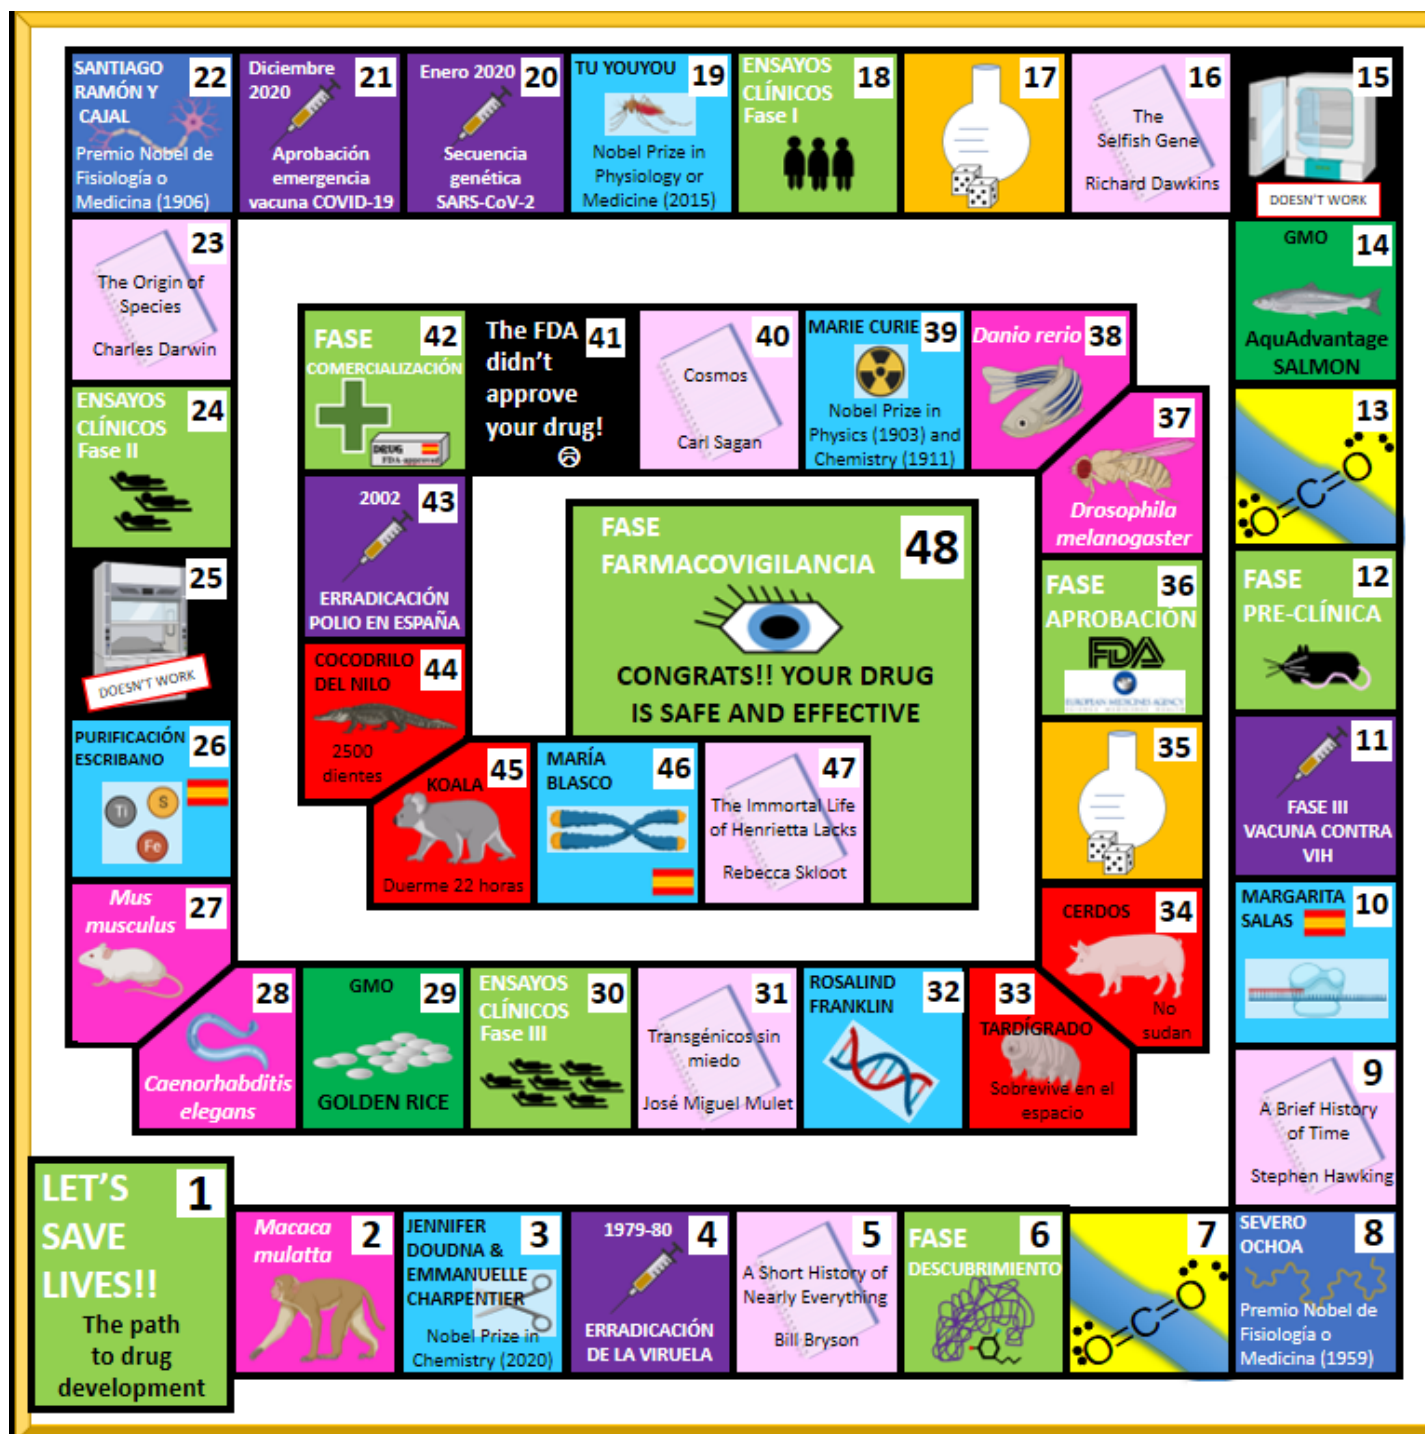 LET'S
SAVE
LIVES!!
The path
to drug
development
1
Macaca
mulatta
2
JENNIFER
DOUDNA &
EMMANUELLE
CHARPENTIER
Nobel Prize in
Chemistry (2020)
3
1979-80
ERRADICACIÓN
DE LA VIRUELA
4
A Short History of
Nearly Everything
Bill Bryson
5
FASE
DESCUBRIMIENTO
6
O=C=O
7
SEVERO
OCHOA
Premio Nobel de
Fisiología o
Medicina (1959)
8
A Brief History
of Time
Stephen Hawking
9
MARGARITA
SALAS
10
FASE III
VACUNA CONTRA
VIH
11
FASE
PRE-CLÍNICA
12
O=C=O
13
GMO
AquAdvantage
SALMON
14
DOESN'T WORK
15
The
Selfish Gene
Richard Dawkins
16
17
ENSAYOS
CLÍNICOS
Fase I
18
TU YOUYOU
Nobel Prize in
Physiology or
Medicine (2015)
19
Enero 2020
Secuencia
genética
SARS-CoV-2
20
Diciembre
2020
Aprobación
emergencia
vacuna COVID-19
21
SANTIAGO
RAMÓN Y
CAJAL
Premio Nobel de
Fisiología o
Medicina (1906)
22
The Origin of
Species
Charles Darwin
23
ENSAYOS
CLÍNICOS
Fase II
24
DOESN'T WORK
25
PURIFICACIÓN
ESCRIBANO
Ti
S
Fe
26
Mus
musculus
27
Caenorhabditis
elegans
28
GMO
GOLDEN RICE
29
ENSAYOS
CLÍNICOS
Fase III
30
Transgénicos sin
miedo
José Miguel Mulet
31
ROSALIND
FRANKLIN
32
TARDÍGRADO
Sobrevive en el
espacio
33
CERDOS
No
sudan
34
35
FASE
APROBACIÓN
FDA
EUROPEAN MEDICINES AGENCY
SCIENCE MEDICINES HEALTH
36
Drosophila
melanogaster
37
Danio rerio
38
MARIE CURIE
Nobel Prize in
Physics (1903) and
Chemistry (1911)
39
Cosmos
Carl Sagan
40
The FDA
didn't
approve
your drug!
☹
41
FASE
COMERCIALIZACIÓN
DRUG
FDA approved
42
2002
ERRADICACIÓN
POLIO EN ESPAÑA
43
COCODRILO
DEL NILO
2500
dientes
44
KOALA
Duerme 22 horas
45
MARÍA
BLASCO
46
The Immortal Life
of Henrietta Lacks
Rebecca Skloot
47
FASE
FARMACOVIGILANCIA
CONGRATS!! YOUR DRUG
IS SAFE AND EFFECTIVE
48